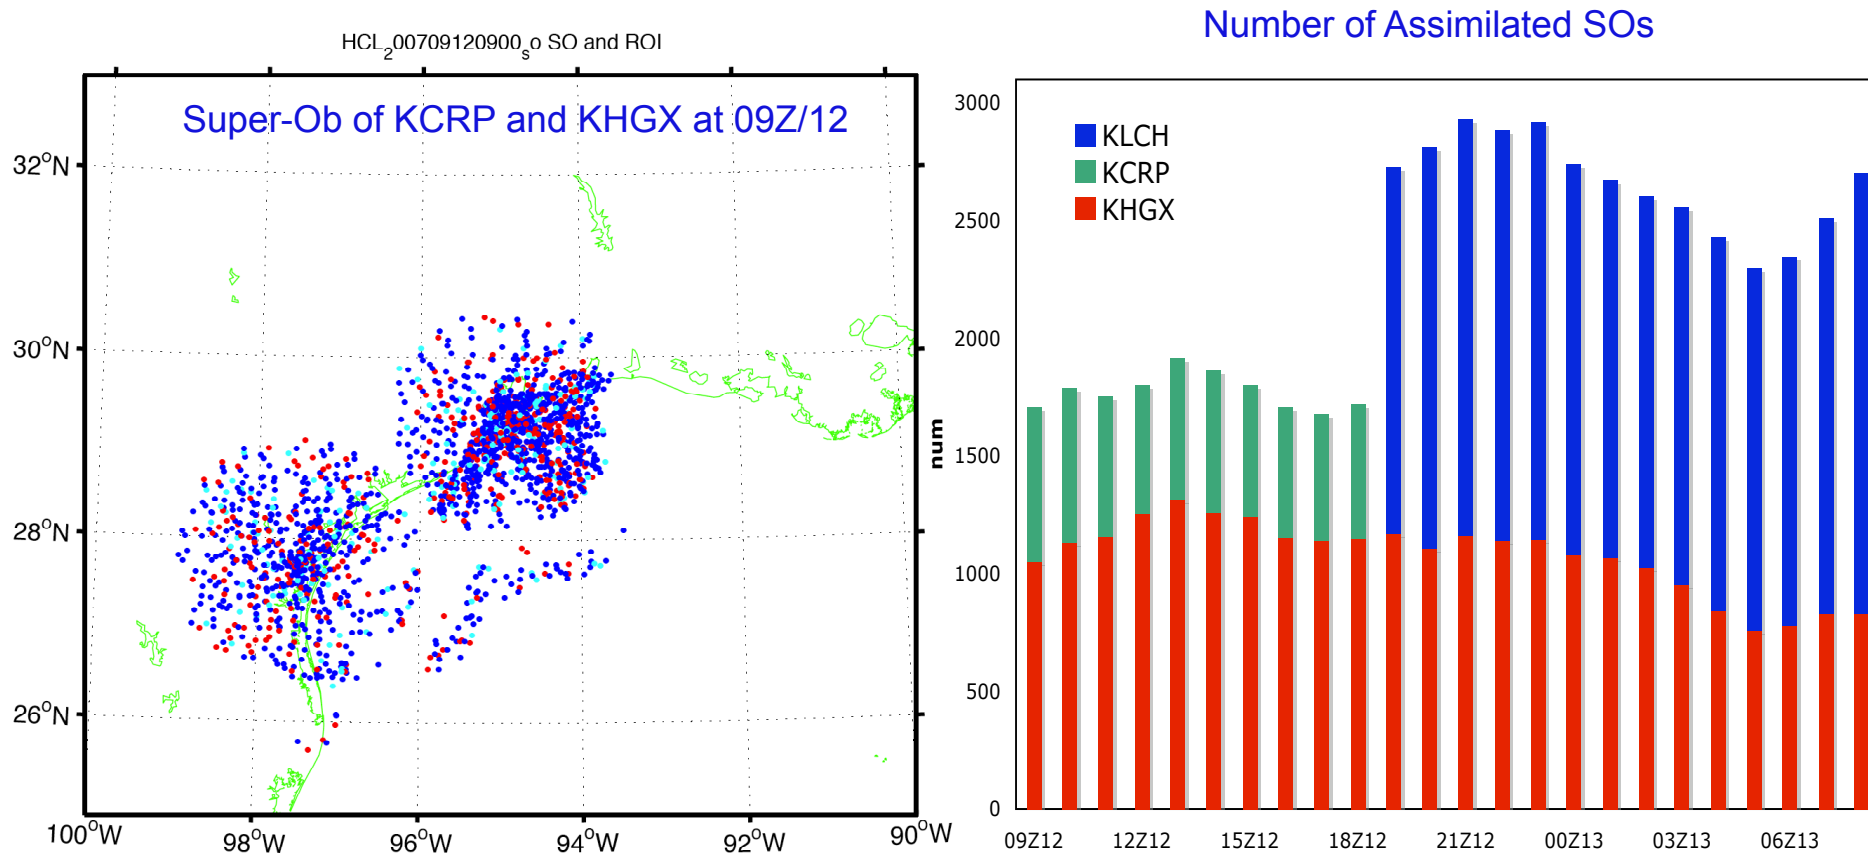 HCL_200709120900_so SO and ROI
Super-Ob of KCRP and KHGX at 09Z/12
32°N
30°N
28°N
26°N
100°W 98°W 96°W 94°W 92°W 90°W
Number of Assimilated SOs
KLCH
KCRP
KHGX
num
3000
2500
2000
1500
1000
500
0
09Z12 12Z12 15Z12 18Z12 21Z12 00Z13 03Z13 06Z13